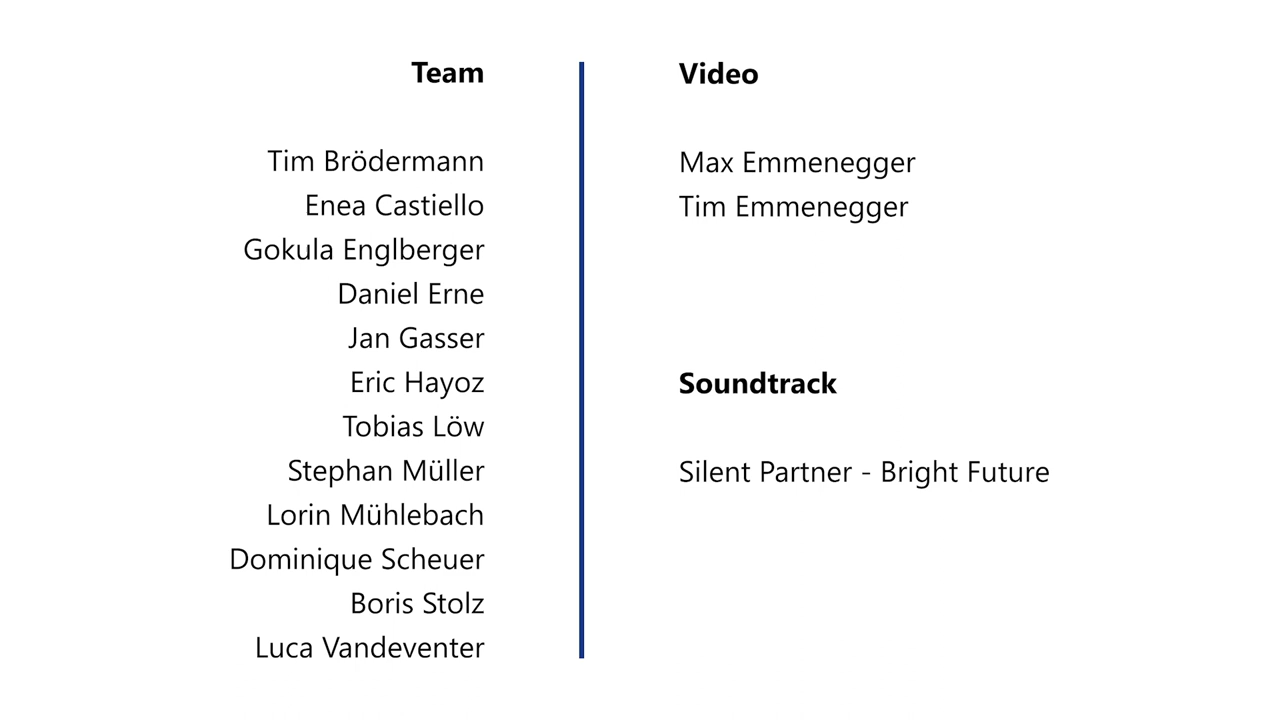 Team
Tim Brödermann
Enea Castiello
Gokula Englberger
Daniel Erne
Jan Gasser
Eric Hayoz
Tobias Löw
Stephan Müller
Lorin Mühlebach
Dominique Scheuer
Boris Stolz
Luca Vandeventer
Video
Max Emmenegger
Tim Emmenegger
Soundtrack
Silent Partner - Bright Future